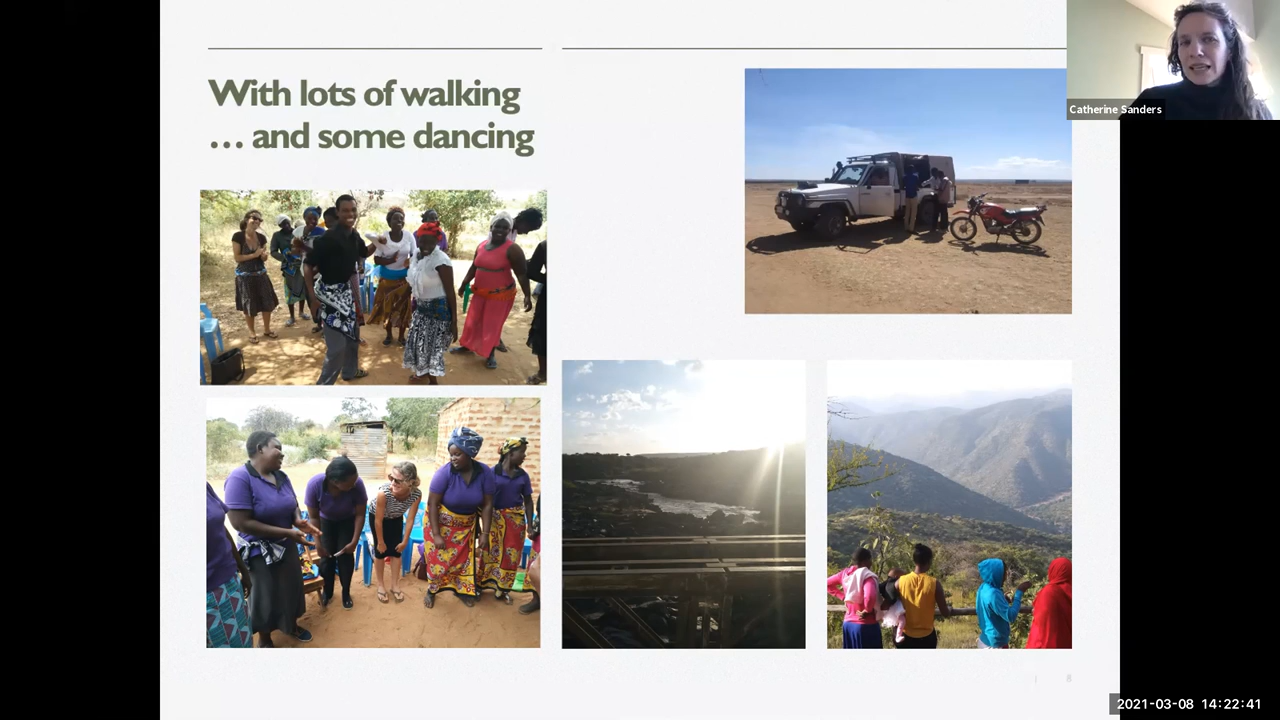 With lots of walking
… and some dancing
Catherine Sanders
2021-03-08 14:22:41